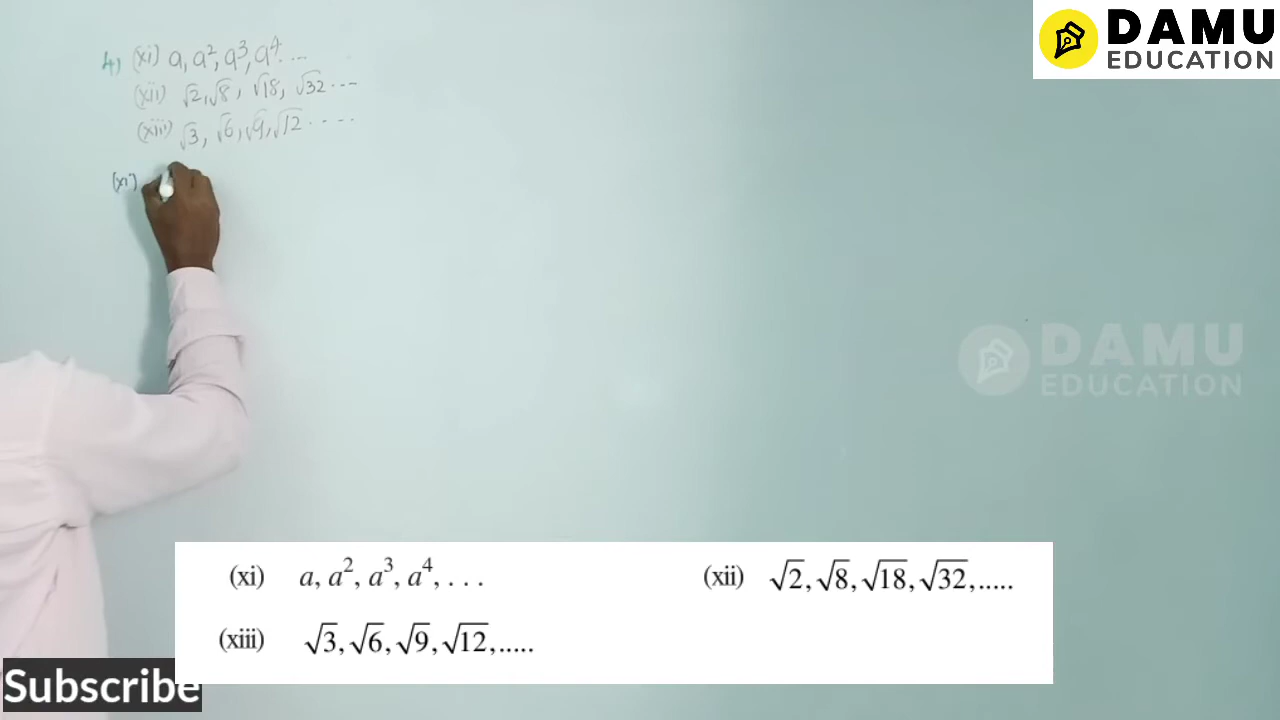 DAMU
EDUCATION
4) (xi) a, a², a³, a⁴....
(xii) √2, √8, √18, √32 ....
(xiii) √3, √6, √9, √12 .....
(xi)
DAMU
EDUCATION
(xi) a, a², a³, a⁴, . . .
(xii) √2, √8, √18, √32,.....
(xiii) √3, √6, √9, √12,.....
Subscribe